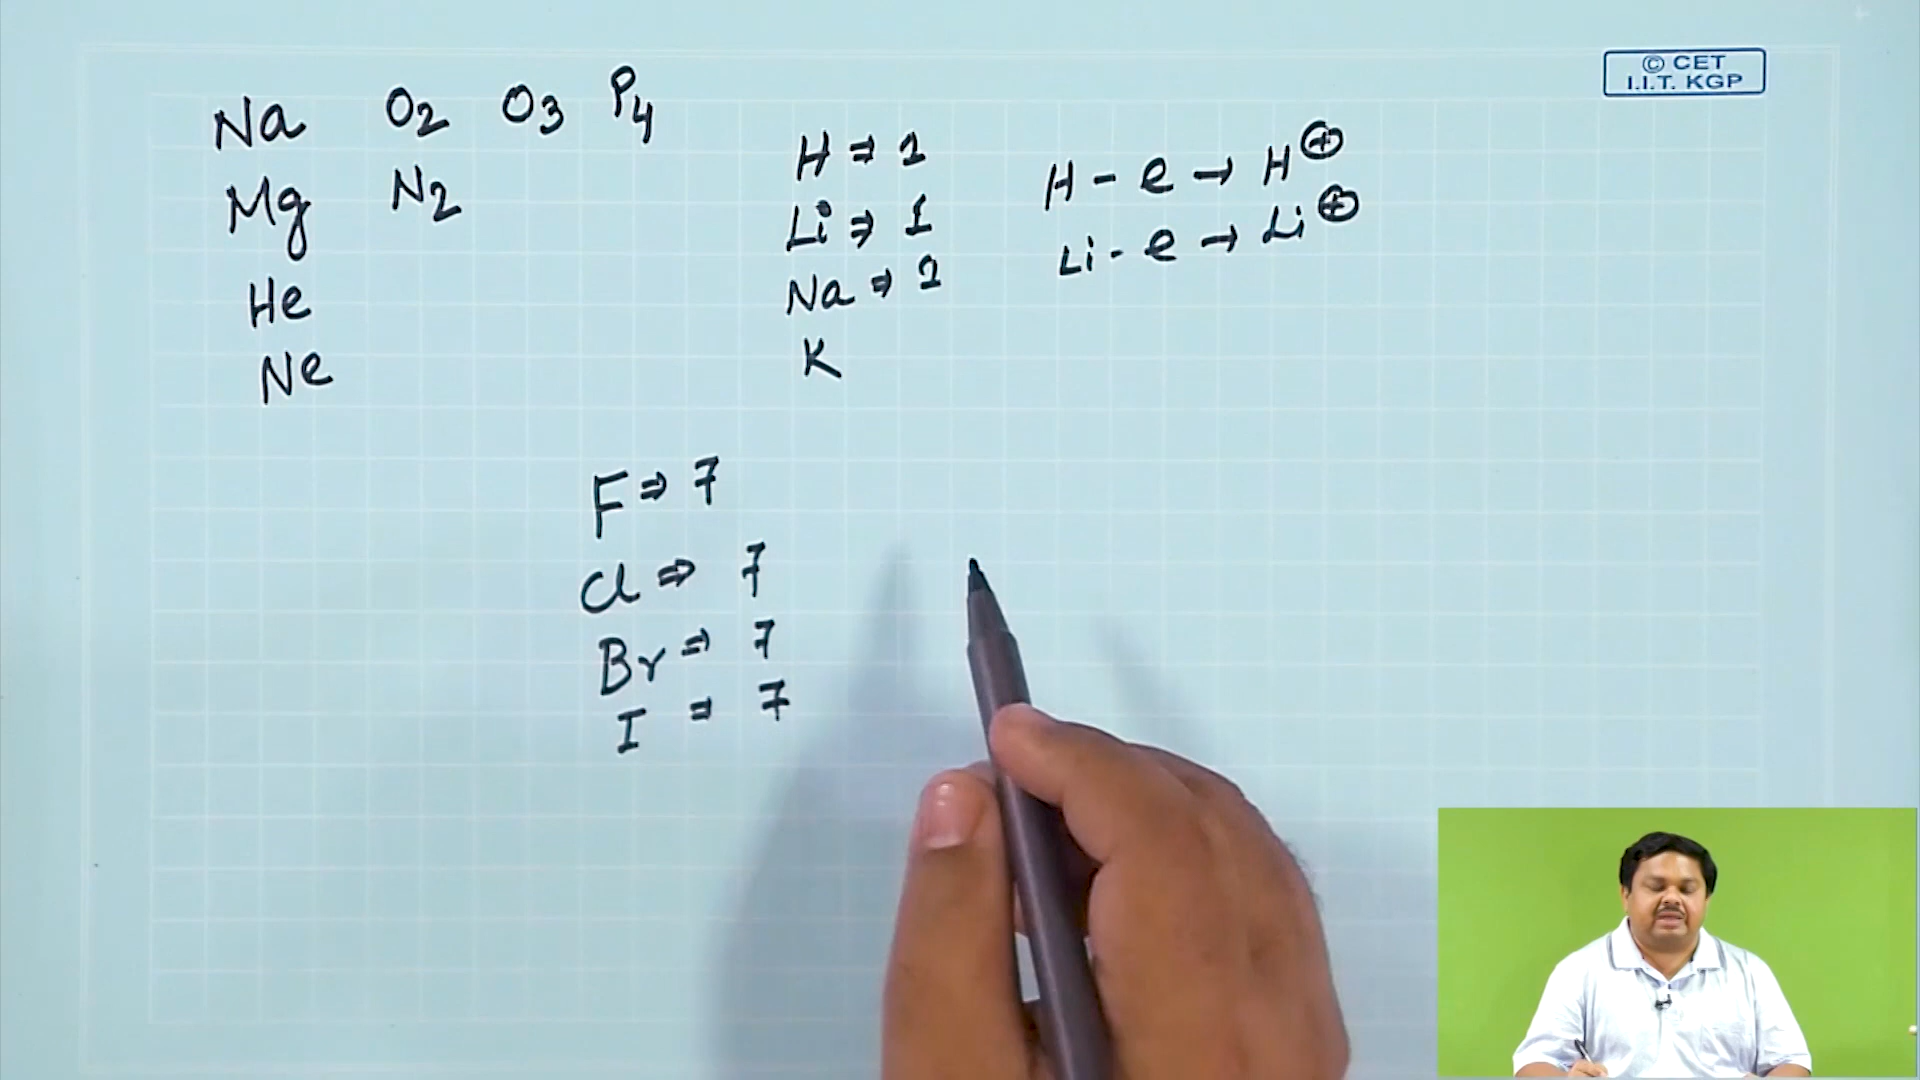 © CET
I.I.T. KGP
Na O2 O3 P4
Mg N2
He
Ne
H ⇒ 1
Li ⇒ 1
Na ⇒ 1
K
H - e → H⊕
Li - e → Li⊕
F ⇒ 7
Cl ⇒ 7
Br ⇒ 7
I ⇒ 7